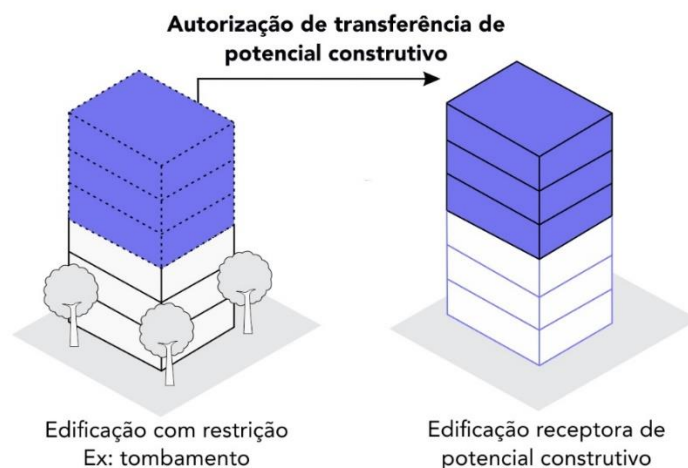 Autorização de transferência de
potencial construtivo
Edificação com restrição
Ex: tombamento
Edificação receptora de
potencial construtivo